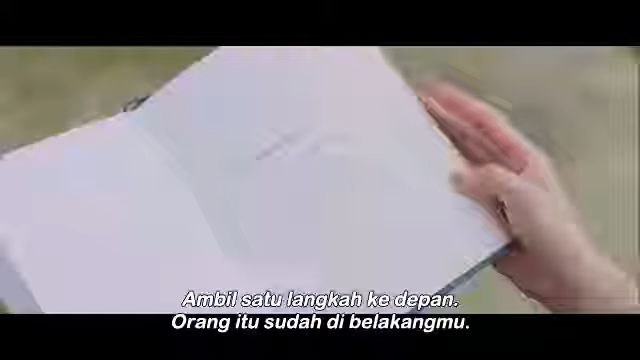 Ambil satu langkah ke depan.
Orang itu sudah di belakangmu.